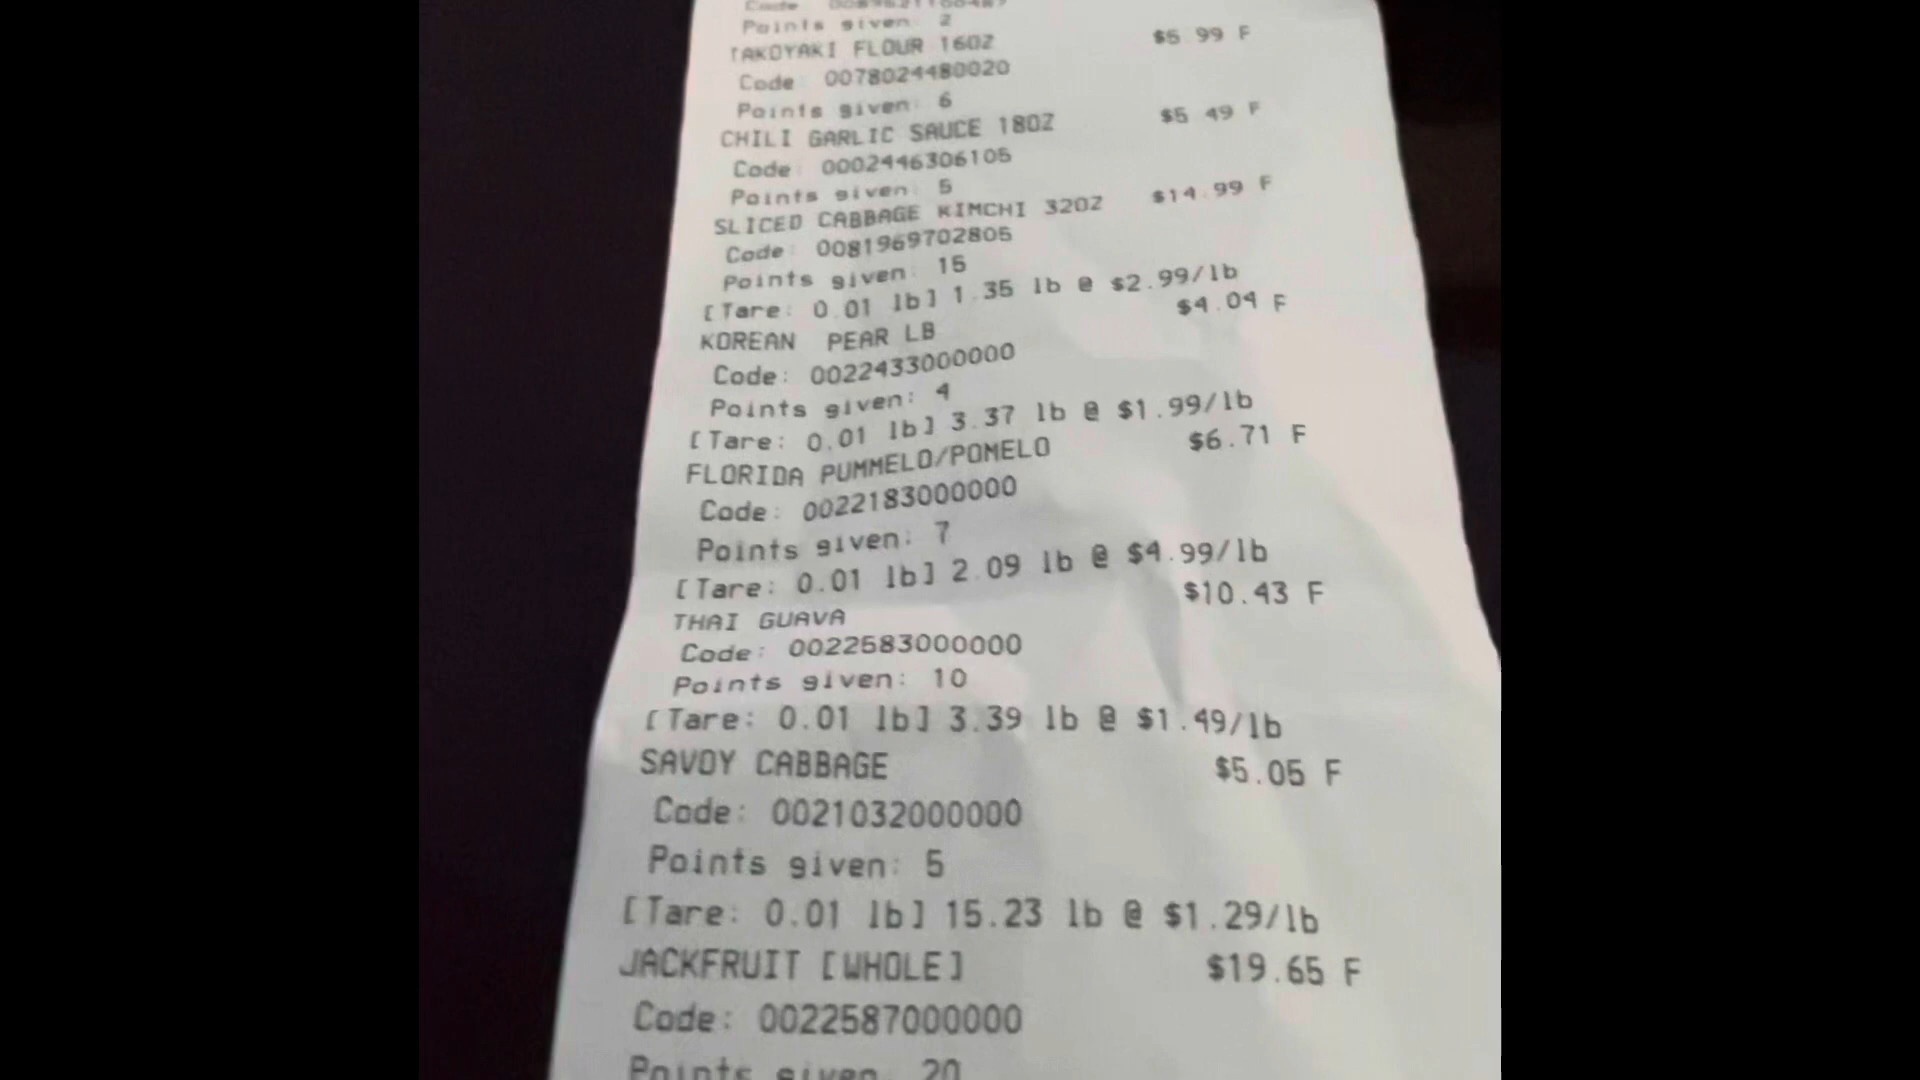 Points given: 2
TAKOYAKI FLOUR 16OZ $5.99 F
Code: 0078024480020
Points given: 6
CHILI GARLIC SAUCE 18OZ $5.49 F
Code: 0002446306105
Points given: 5
SLICED CABBAGE KIMCHI 32OZ $14.99 F
Code: 0081969702805
Points given: 15
[Tare: 0.01 lb] 1.35 lb @ $2.99/lb
KOREAN PEAR LB $4.04 F
Code: 0022433000000
Points given: 4
[Tare: 0.01 lb] 3.37 lb @ $1.99/lb
FLORIDA PUMMELO/POMELO $6.71 F
Code: 0022183000000
Points given: 7
[Tare: 0.01 lb] 2.09 lb @ $4.99/lb
THAI GUAVA $10.43 F
Code: 0022583000000
Points given: 10
[Tare: 0.01 lb] 3.39 lb @ $1.49/lb
SAVOY CABBAGE $5.05 F
Code: 0021032000000
Points given: 5
[Tare: 0.01 lb] 15.23 lb @ $1.29/lb
JACKFRUIT [WHOLE] $19.65 F
Code: 0022587000000
Points given: 20